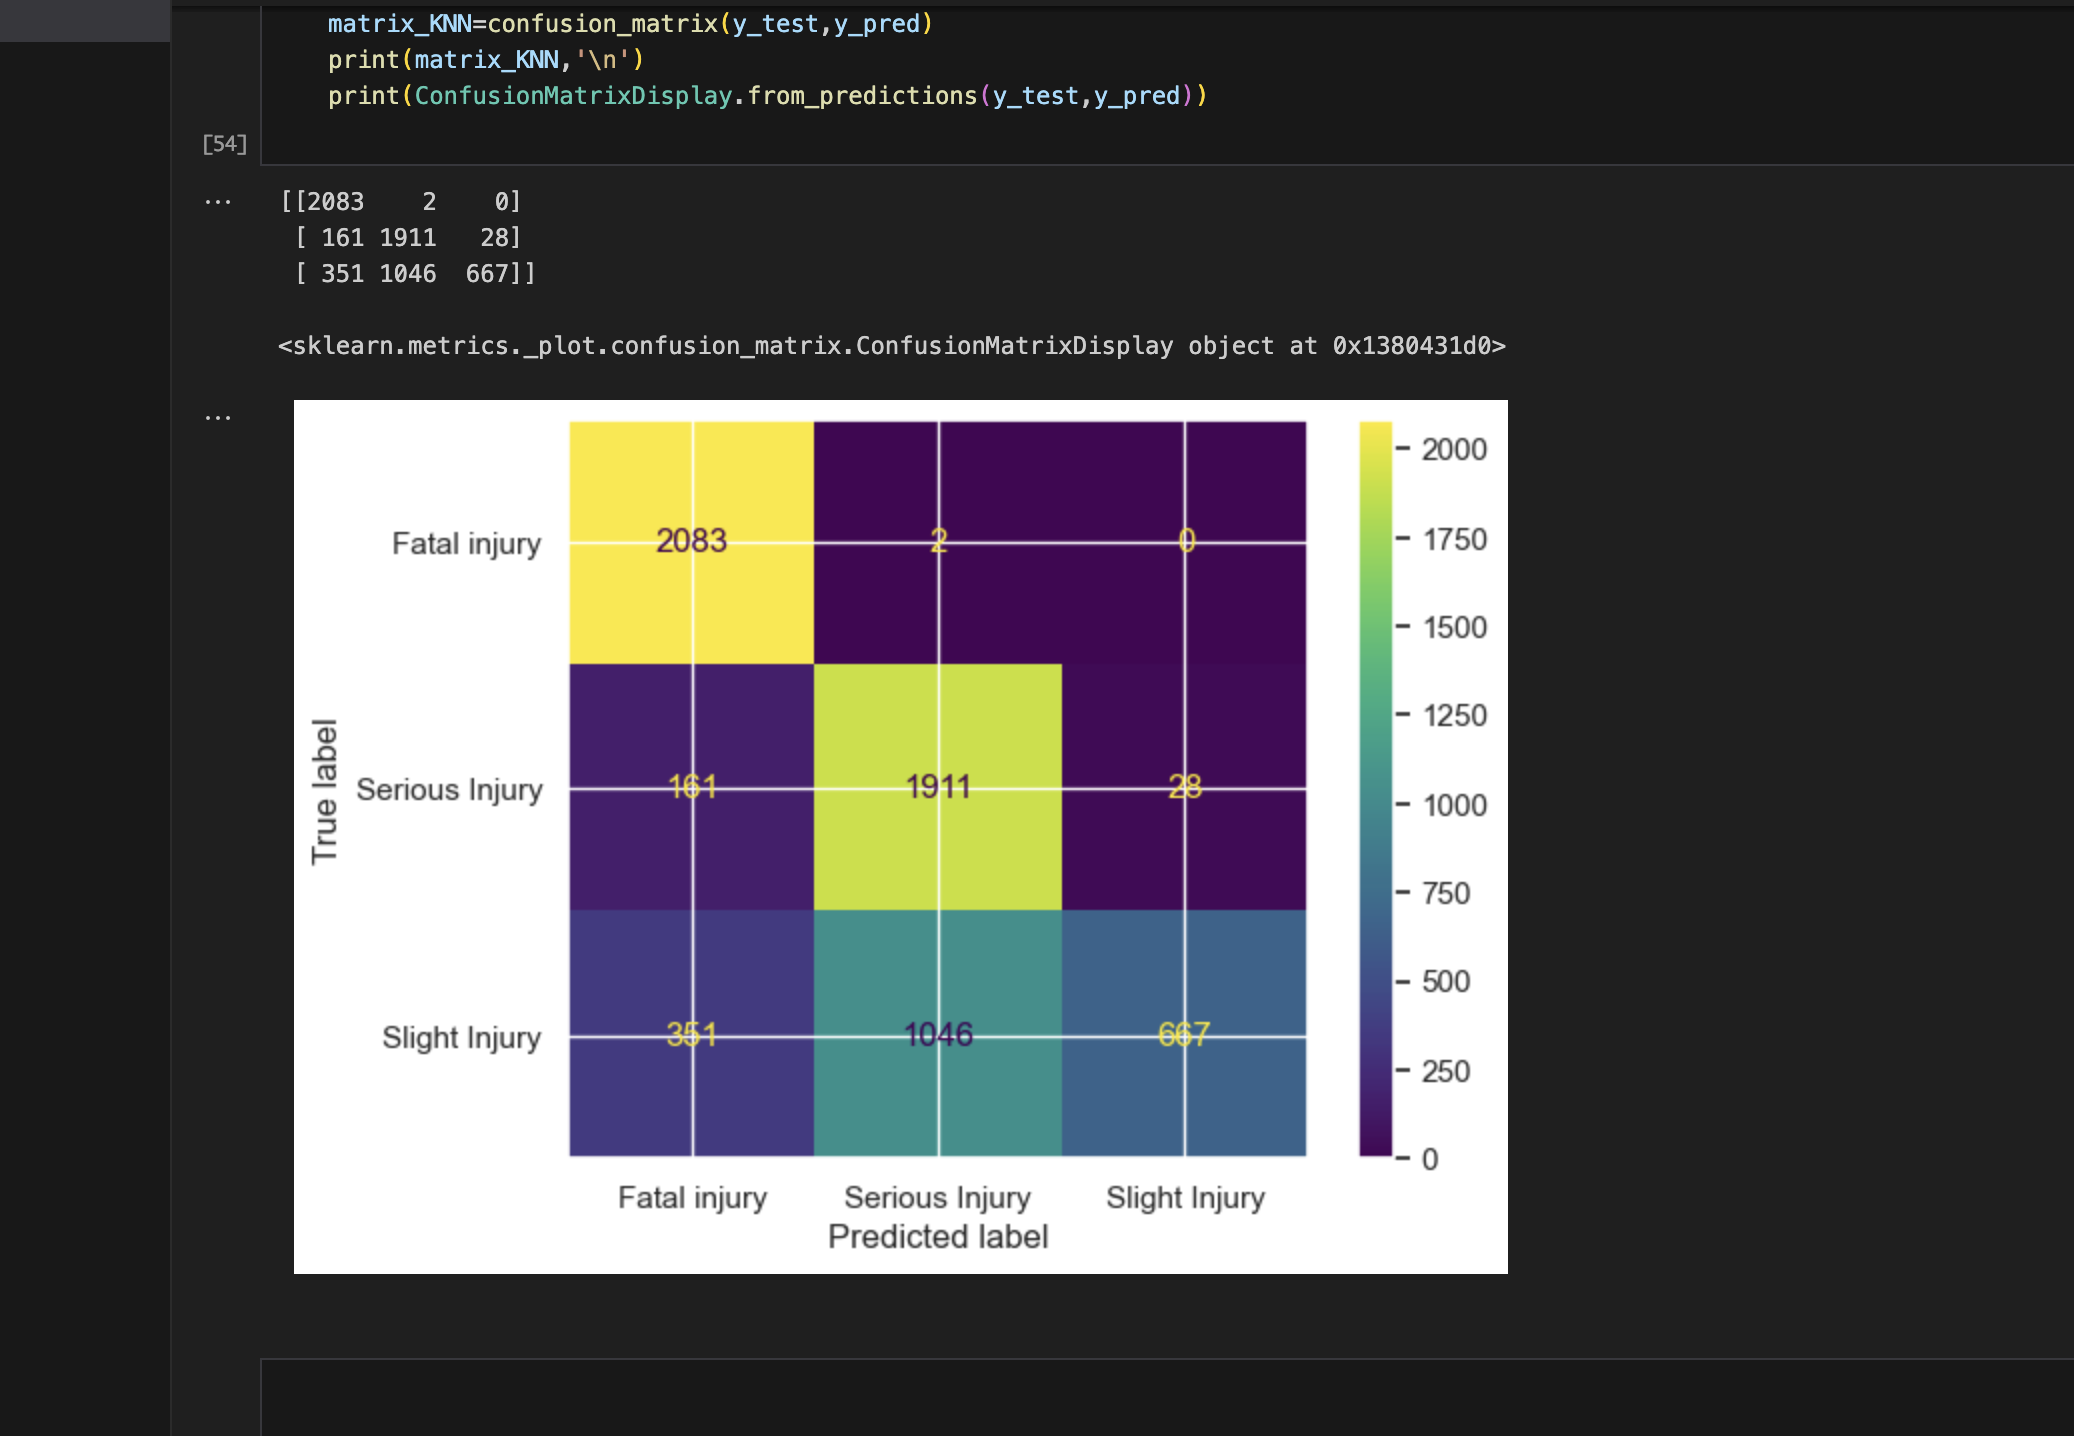 matrix_KNN=confusion_matrix(y_test,y_pred)
print(matrix_KNN,'\n')
print(ConfusionMatrixDisplay.from_predictions(y_test,y_pred))
[54]
... [[2083    2    0]
 [ 161 1911   28]
 [ 351 1046  667]]
<sklearn.metrics._plot.confusion_matrix.ConfusionMatrixDisplay object at 0x1380431d0>
...
2000
Fatal injury 2083 2 0
1750
1500
1250
True label
Serious Injury 161 1911 28
1000
750
500
Slight Injury 351 1046 667
250
0
Fatal injury Serious Injury Slight Injury
Predicted label